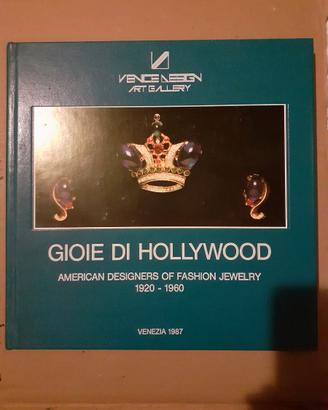 VENICE DESIGN
ART GALLERY
GIOIE DI HOLLYWOOD
AMERICAN DESIGNERS OF FASHION JEWELRY
1920 - 1960
VENEZIA 1987